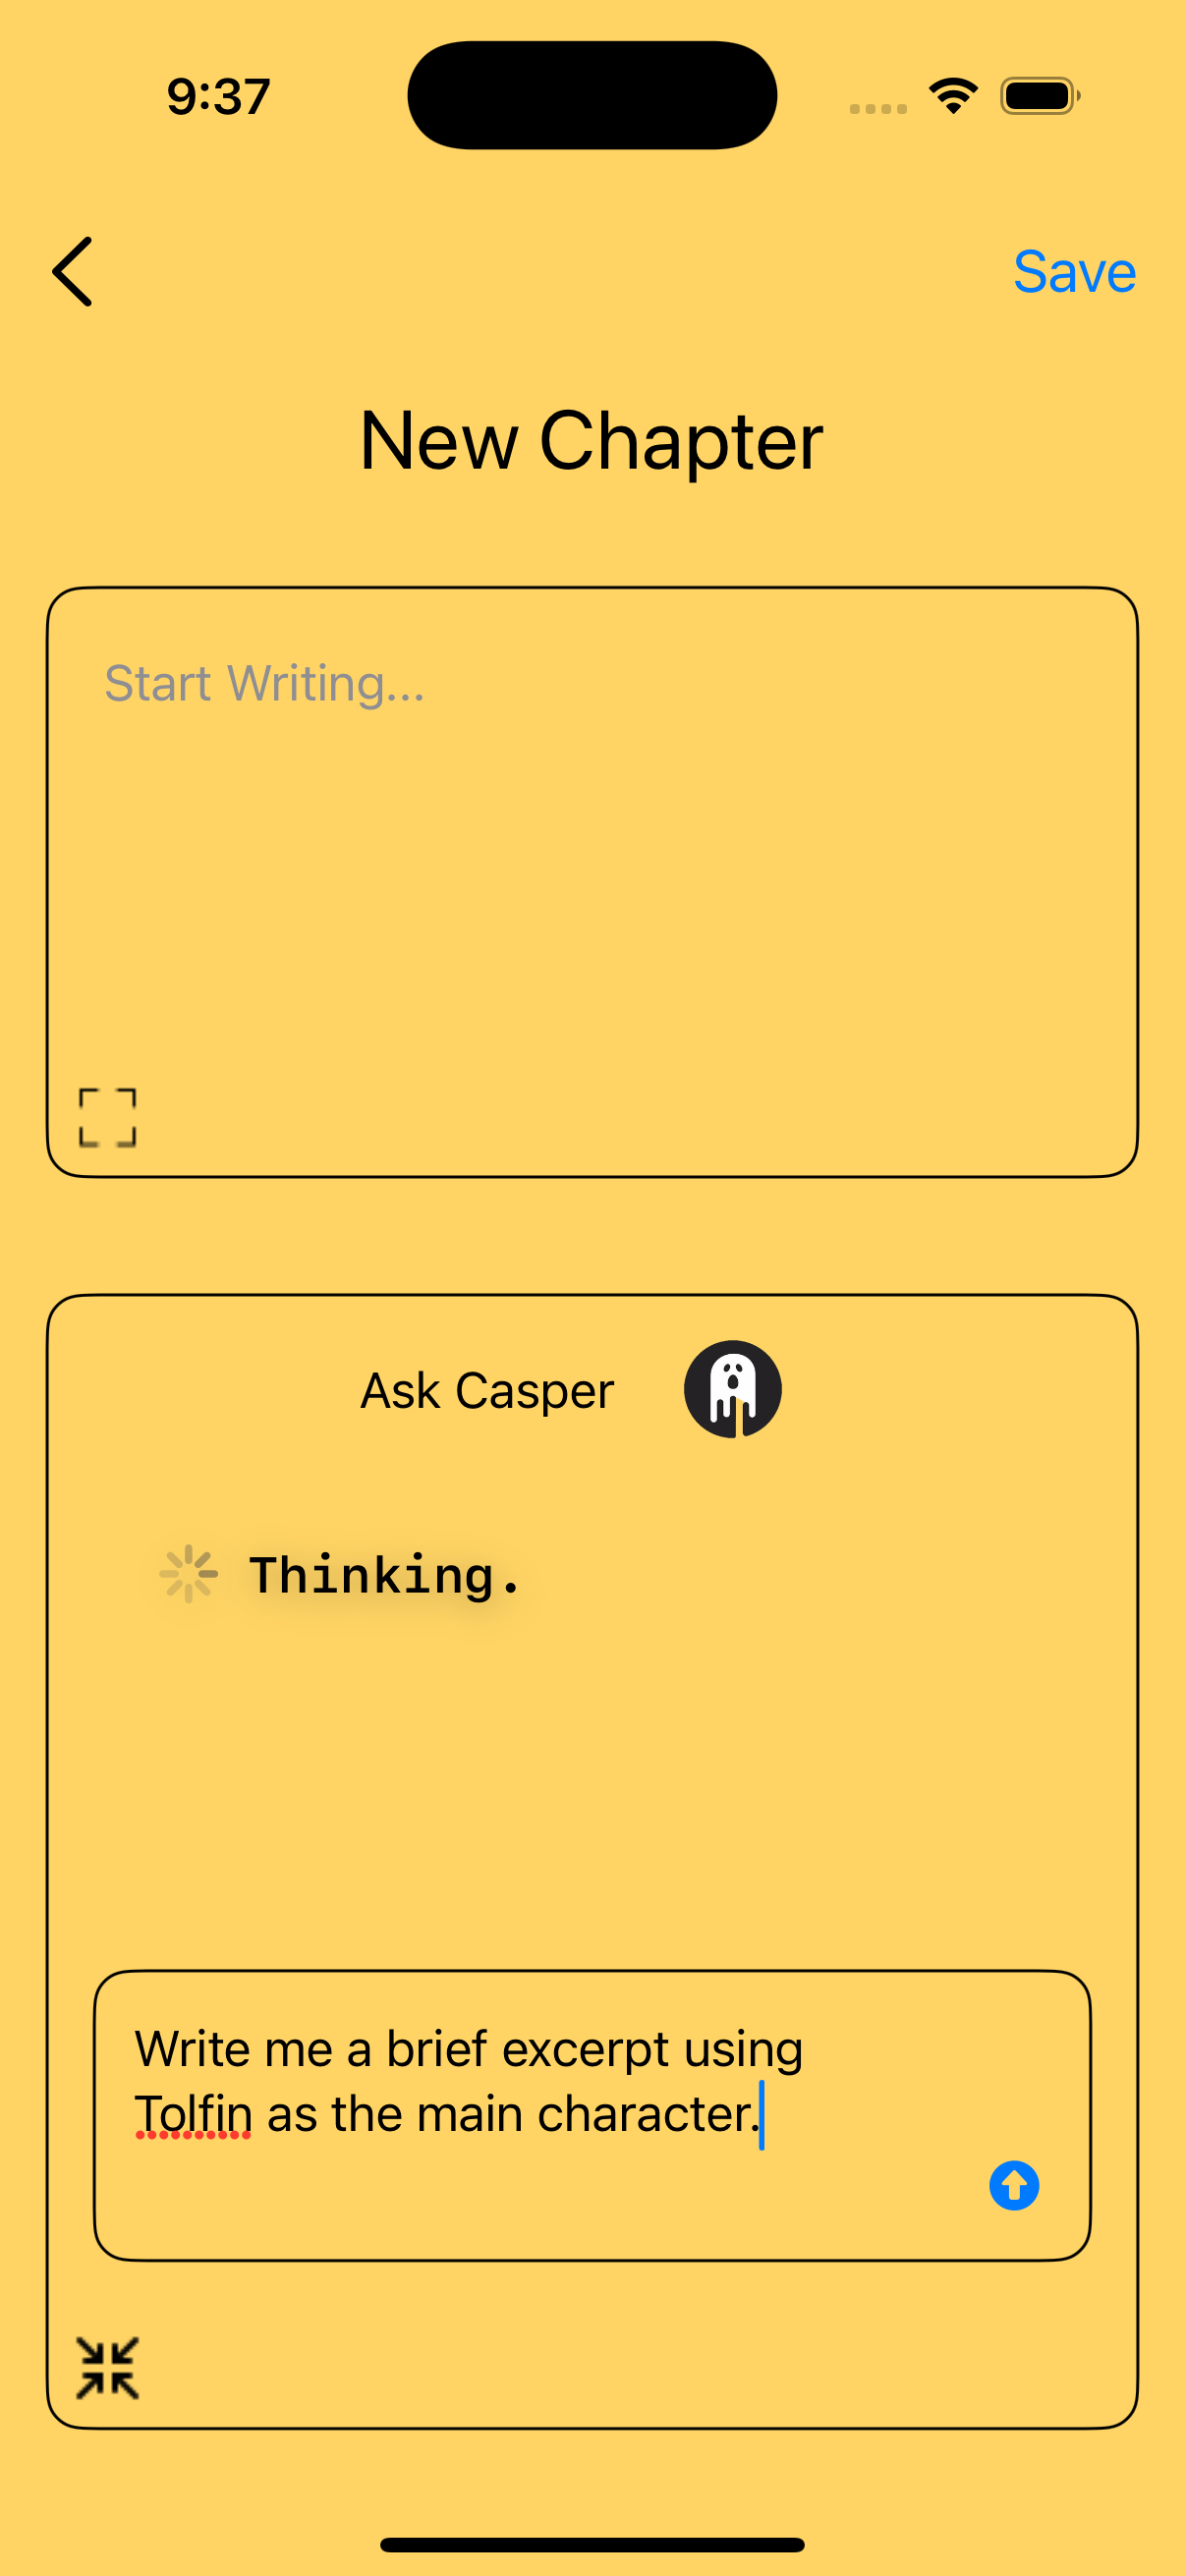 9:37
Save
New Chapter
Start Writing...
Ask Casper
Thinking.
Write me a brief excerpt using
Tolfin as the main character.